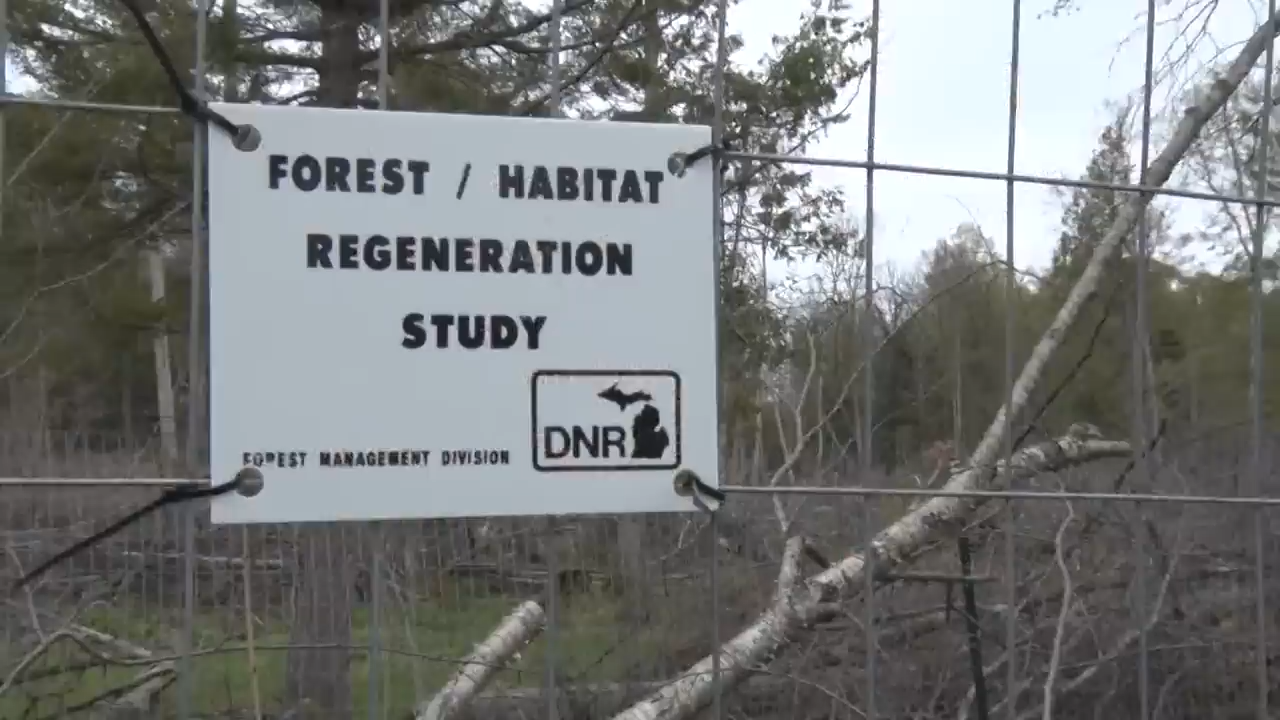 FOREST / HABITAT
REGENERATION
STUDY
FOREST MANAGEMENT DIVISION
DNR